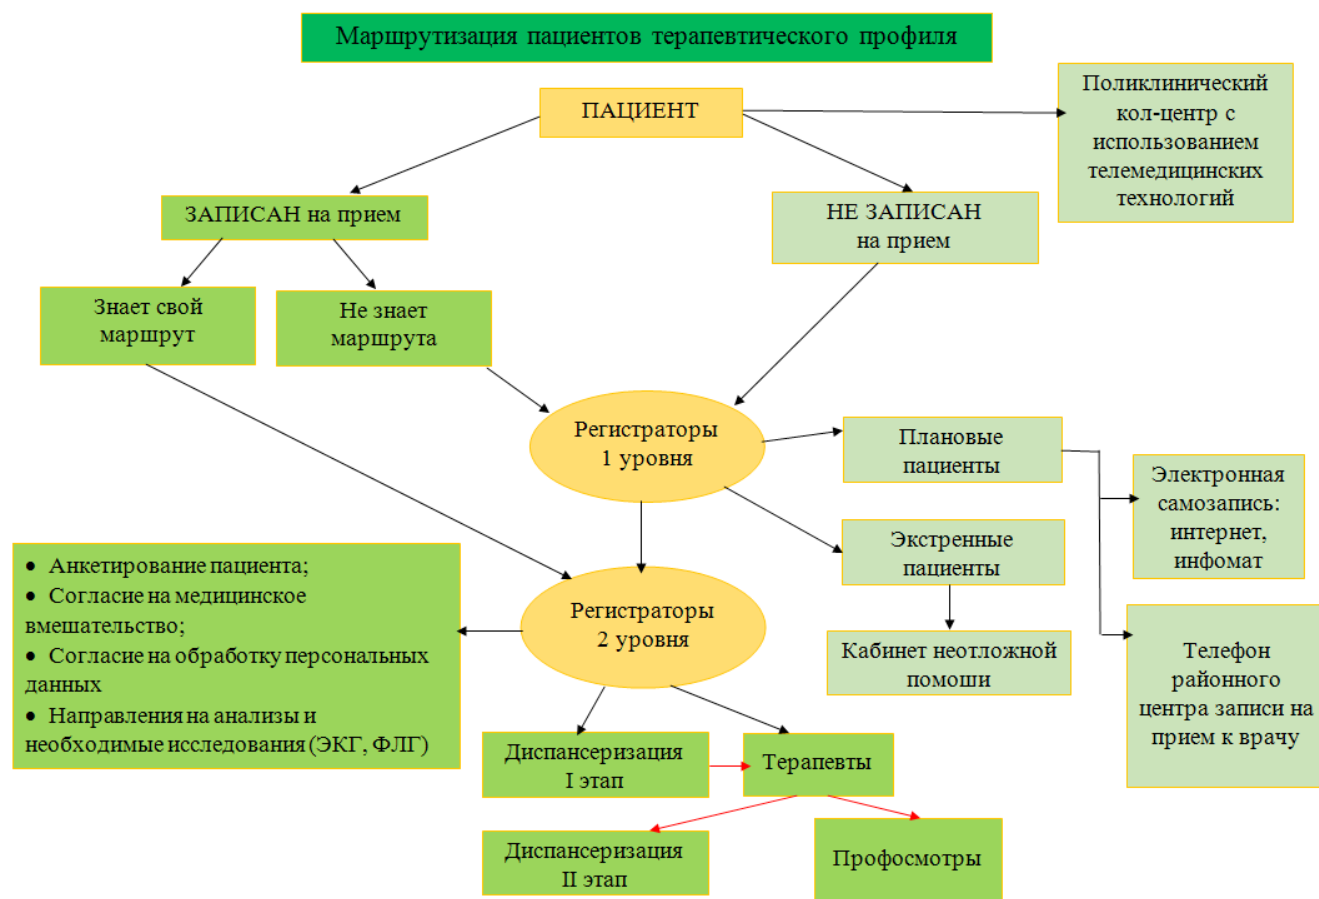 Маршрутизация пациентов терапевтического профиля
ПАЦИЕНТ
Поликлинический
кол-центр с
использованием
телемедицинских
технологий
ЗАПИСАН на прием
НЕ ЗАПИСАН
на прием
Знает свой
маршрут
Не знает
маршрута
Регистраторы
1 уровня
Плановые
пациенты
Электронная
самозапись:
интернет,
инфомат
Экстренные
пациенты
• Анкетирование пациента;
• Согласие на медицинское
вмешательство;
• Согласие на обработку персональных
данных
• Направления на анализы и
необходимые исследования (ЭКГ, ФЛГ)
Регистраторы
2 уровня
Кабинет неотложной
помоши
Телефон
районного
центра записи на
прием к врачу
Диспансеризация
I этап
Терапевты
Диспансеризация
II этап
Профосмотры